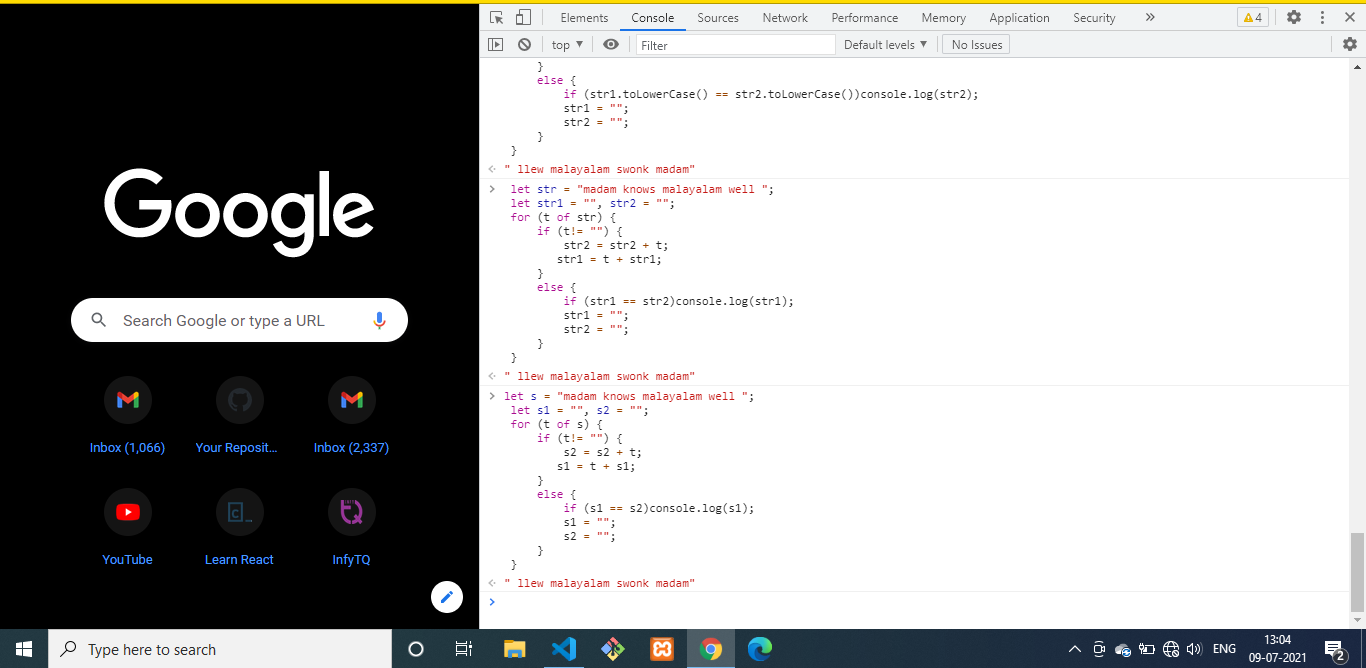 Elements Console Sources Network Performance Memory Application Security 4
top Filter Default levels No Issues
}
else {
if (str1.toLowerCase() == str2.toLowerCase())console.log(str2);
str1 = "";
str2 = "";
}
}
" llew malayalam swonk madam"
let str = "madam knows malayalam well ";
let str1 = "", str2 = "";
for (t of str) {
if (t!= "") {
str2 = str2 + t;
str1 = t + str1;
}
else {
if (str1 == str2)console.log(str1);
str1 = "";
str2 = "";
}
}
" llew malayalam swonk madam"
let s = "madam knows malayalam well ";
let s1 = "", s2 = "";
for (t of s) {
if (t!= "") {
s2 = s2 + t;
s1 = t + s1;
}
else {
if (s1 == s2)console.log(s1);
s1 = "";
s2 = "";
}
}
" llew malayalam swonk madam"
Google
Search Google or type a URL
Inbox (1,066) Your Reposit... Inbox (2,337)
YouTube Learn React InfyTQ
Type here to search
ENG
13:04
09-07-2021
2